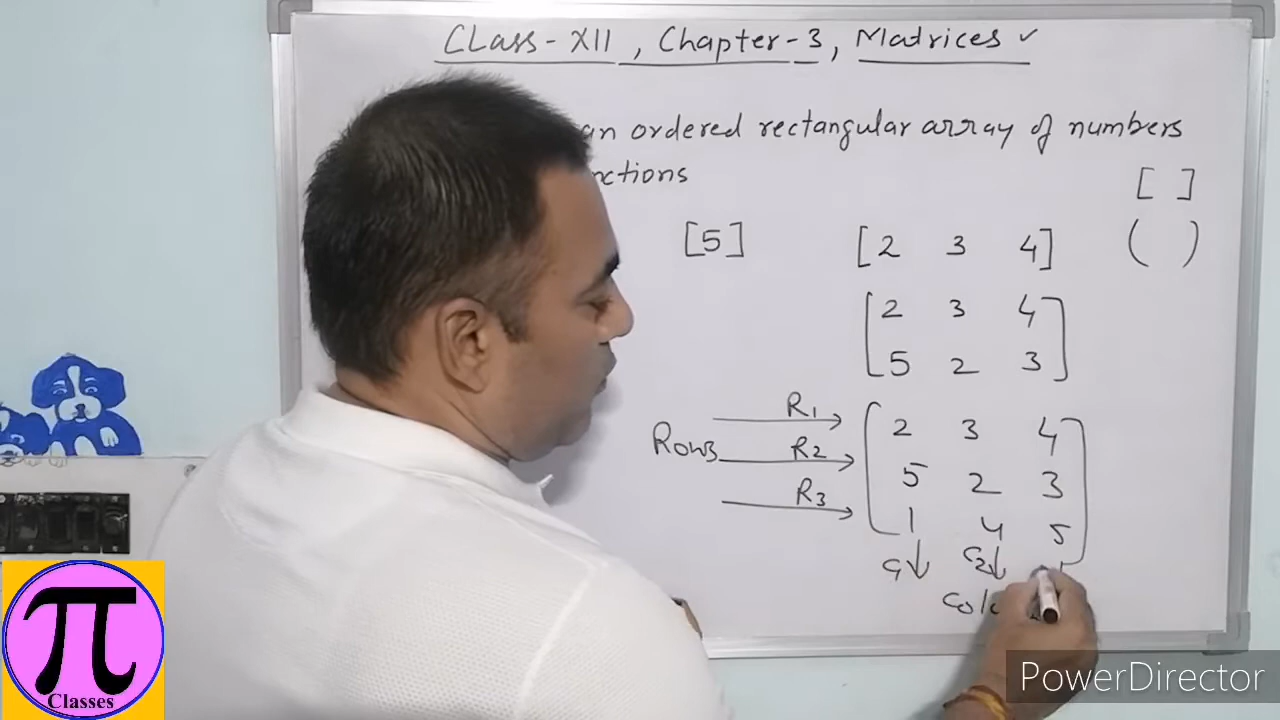 CLass-XII, Chapter-3, Matrices ✓
an ordered rectangular array of numbers
nctions
[ ]
[5] [2 3 4] ( )
[2 3 4
5 2 3]
Rows R1 R2 R3
[2 3 4
5 2 3
1 4 5]
C1 C2
Classes
PowerDirector